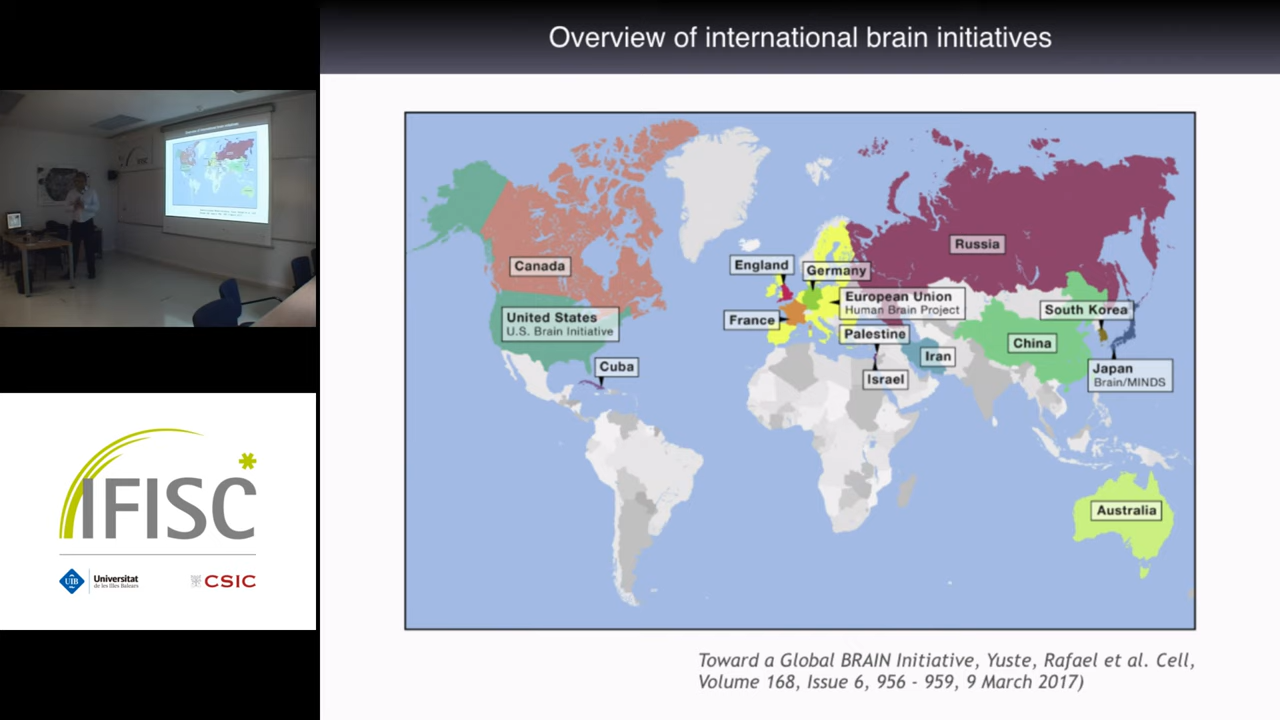 Overview of international brain initiatives
Canada
United States
U.S. Brain Initiative
Cuba
England
Germany
European Union
Human Brain Project
France
Palestine
Israel
Iran
Russia
South Korea
China
Japan
Brain/MINDS
Australia
Toward a Global BRAIN Initiative, Yuste, Rafael et al. Cell,
Volume 168, Issue 6, 956 - 959, 9 March 2017)
IFISC
UIB
Universitat
de les Illes Balears
CSIC